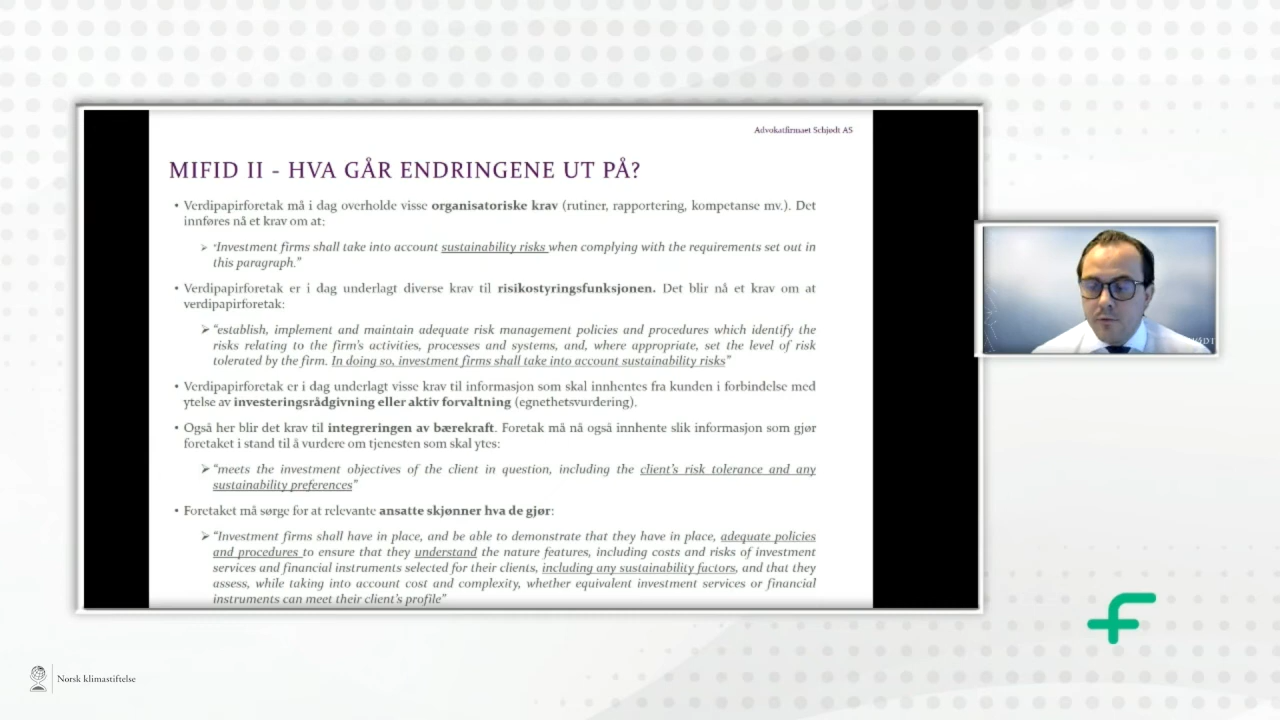 Advokatfirmaet Schjødt AS
MIFID II - HVA GÅR ENDRINGENE UT PÅ?
• Verdipapirforetak må i dag overholde visse organisatoriske krav (rutiner, rapportering, kompetanse mv.). Det
innføres nå et krav om at:
➢ "Investment firms shall take into account sustainability risks when complying with the requirements set out in
this paragraph."
• Verdipapirforetak er i dag underlagt diverse krav til risikostyringsfunksjonen. Det blir nå et krav om at
verdipapirforetak:
➢ "establish, implement and maintain adequate risk management policies and procedures which identify the
risks relating to the firm's activities, processes and systems, and, where appropriate, set the level of risk
tolerated by the firm. In doing so, investment firms shall take into account sustainability risks"
• Verdipapirforetak er i dag underlagt visse krav til informasjon som skal innhentes fra kunden i forbindelse med
ytelse av investeringsrådgivning eller aktiv forvaltning (egnethetsvurdering).
• Også her blir det krav til integreringen av bærekraft. Foretak må nå også innhente slik informasjon som gjør
foretaket i stand til å vurdere om tjenesten som skal ytes:
➢ "meets the investment objectives of the client in question, including the client's risk tolerance and any
sustainability preferences"
• Foretaket må sørge for at relevante ansatte skjønner hva de gjør:
➢ "Investment firms shall have in place, and be able to demonstrate that they have in place, adequate policies
and procedures to ensure that they understand the nature features, including costs and risks of investment
services and financial instruments selected for their clients, including any sustainability factors, and that they
assess, while taking into account cost and complexity, whether equivalent investment services or financial
instruments can meet their client's profile"
Norsk klimastiftelse